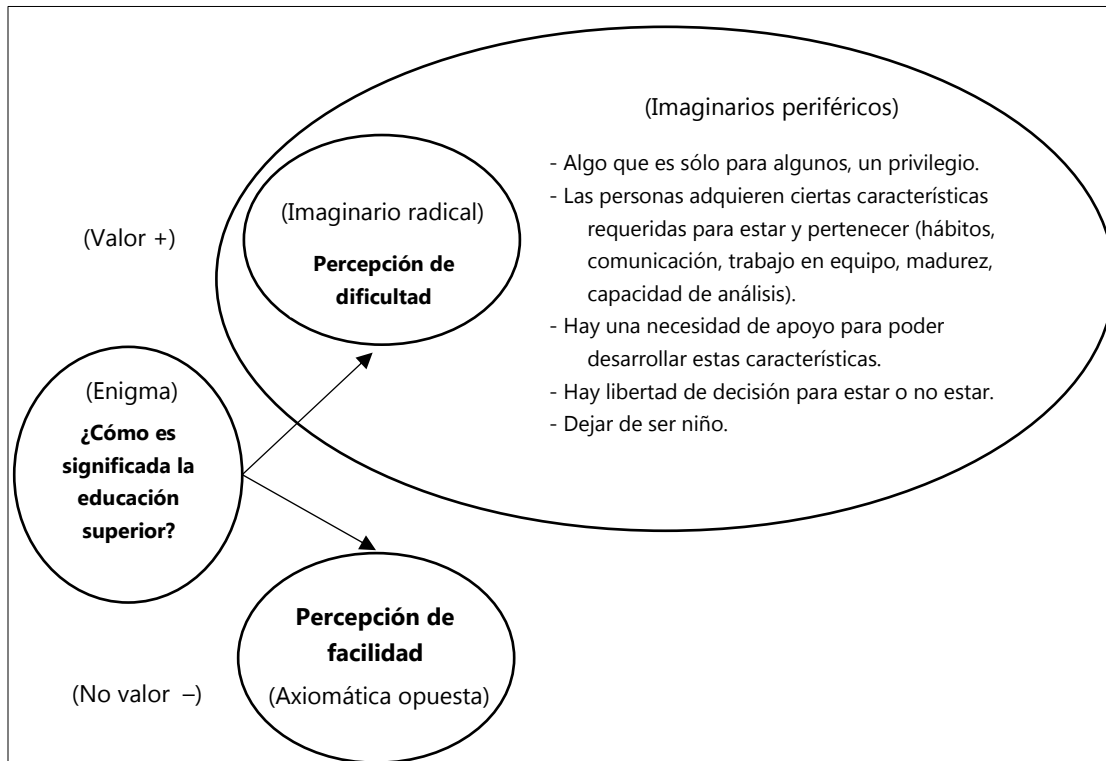 (Imaginarios periféricos)
- Algo que es sólo para algunos, un privilegio.
- Las personas adquieren ciertas características
requeridas para estar y pertenecer (hábitos,
comunicación, trabajo en equipo, madurez,
capacidad de análisis).
- Hay una necesidad de apoyo para poder
desarrollar estas características.
- Hay libertad de decisión para estar o no estar.
- Dejar de ser niño.
(Imaginario radical)
Percepción de
dificultad
(Valor +)
(Enigma)
¿Cómo es
significada la
educación
superior?
Percepción de
facilidad
(Axiomática opuesta)
(No valor –)